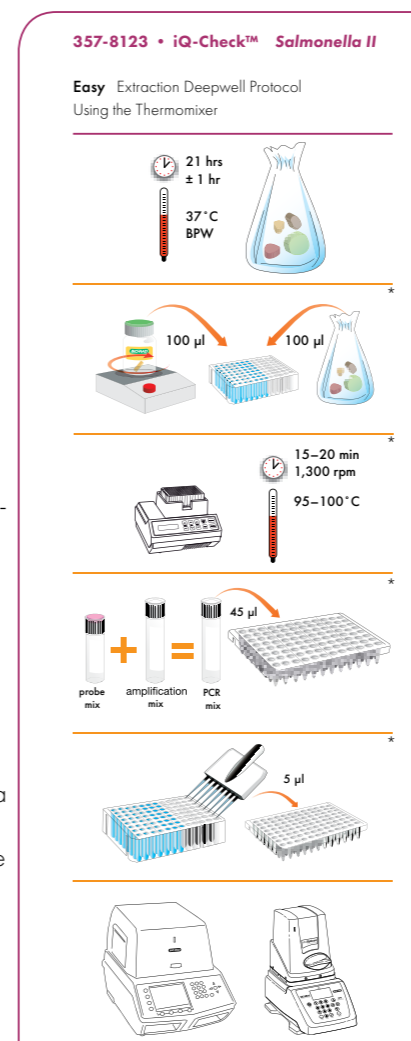 357-8123 • iQ-Check™ Salmonella II
Easy Extraction Deepwell Protocol
Using the Thermomixer
21 hrs
± 1 hr
37˚C
BPW
*
100 µl
100 µl
*
15–20 min
1,300 rpm
-
95–100˚C
*
45 µl
+
=
probe
mix
amplification
mix
PCR
mix
*
5 µl
a
e